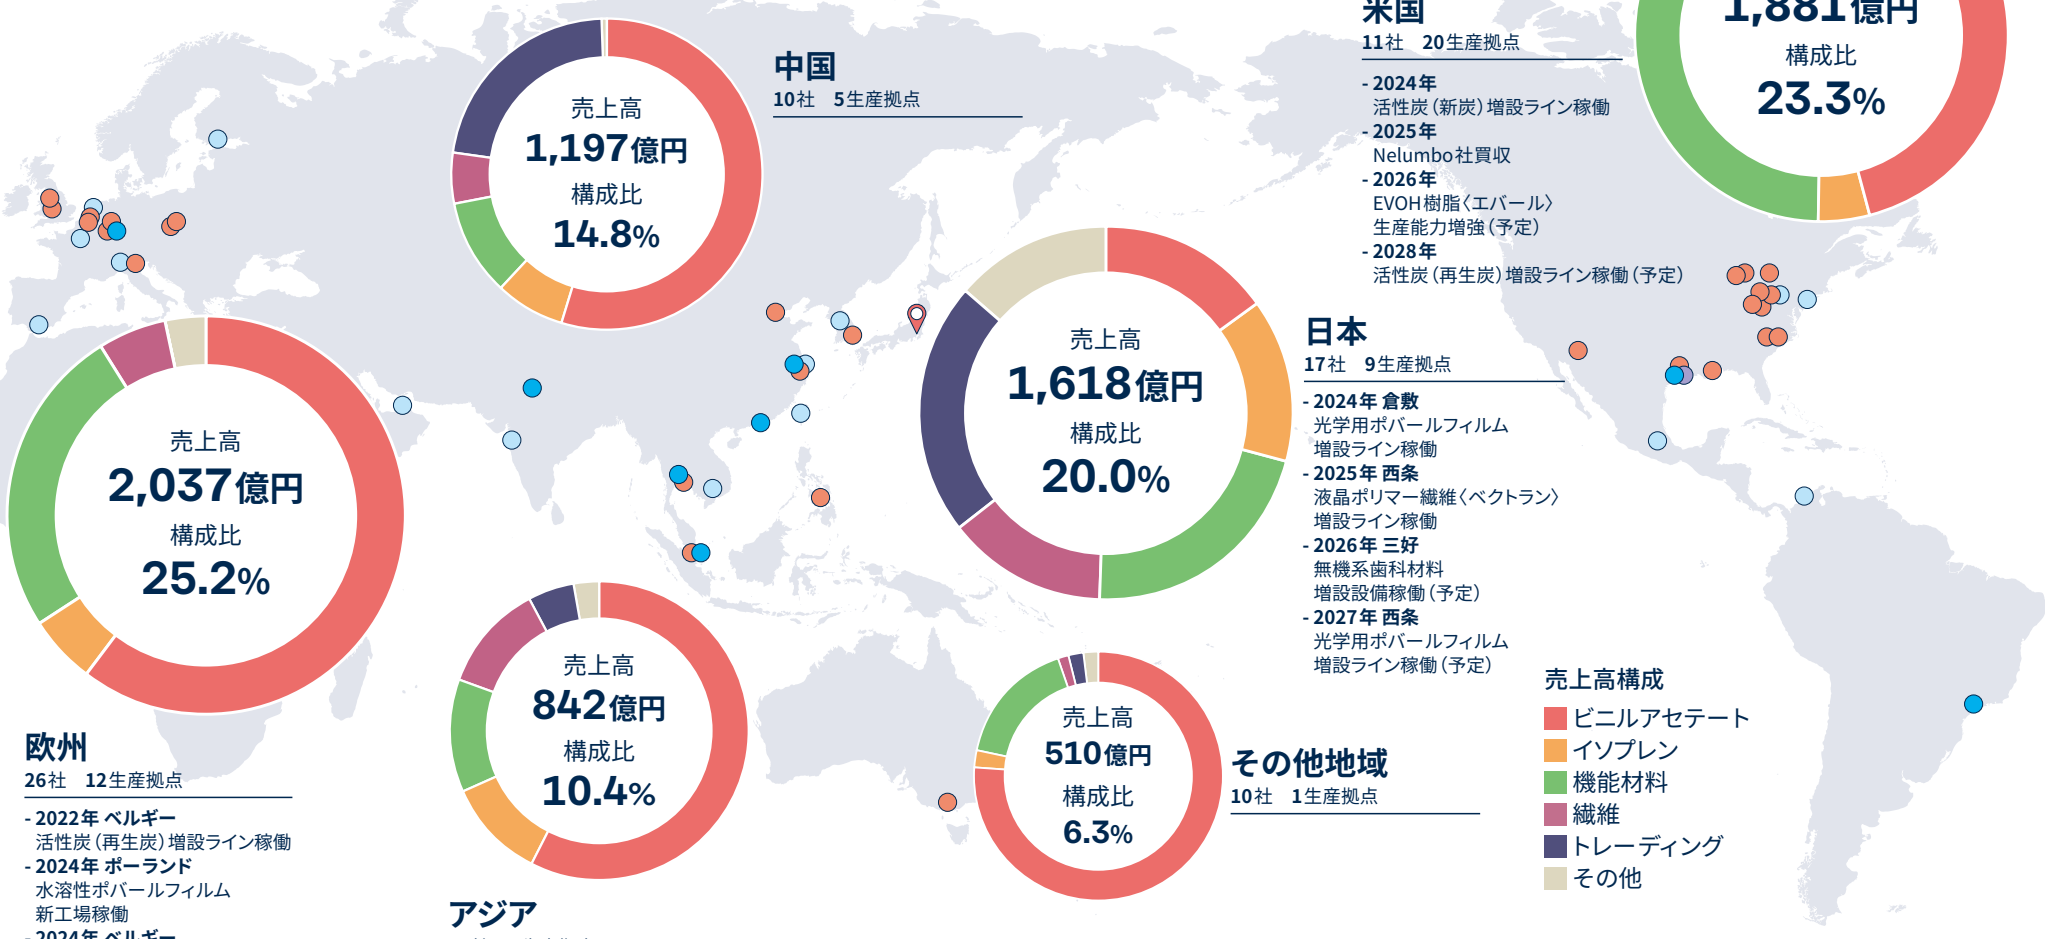 売上高
1,197億円
構成比
14.8%
中国
10社 5生産拠点
米国
11社 20生産拠点
- 2024年
活性炭（新炭）増設ライン稼働
- 2025年
Nelumbo社買収
- 2026年
EVOH樹脂〈エバール〉
生産能力増強（予定）
- 2028年
活性炭（再生炭）増設ライン稼働（予定）
1,881億円
構成比
23.3%
売上高
2,037億円
構成比
25.2%
欧州
26社 12生産拠点
- 2022年 ベルギー
活性炭（再生炭）増設ライン稼働
- 2024年 ポーランド
水溶性ポバールフィルム
新工場稼働
- 2024年 ベルギー
売上高
1,618億円
構成比
20.0%
日本
17社 9生産拠点
- 2024年 倉敷
光学用ポバールフィルム
増設ライン稼働
- 2025年 西条
液晶ポリマー繊維〈ベクトラン〉
増設ライン稼働
- 2026年 三好
無機系歯科材料
増設設備稼働（予定）
- 2027年 西条
光学用ポバールフィルム
増設ライン稼働（予定）
売上高
842億円
構成比
10.4%
アジア
売上高
510億円
構成比
6.3%
その他地域
10社 1生産拠点
売上高構成
ビニルアセテート
イソプレン
機能材料
繊維
トレーディング
その他